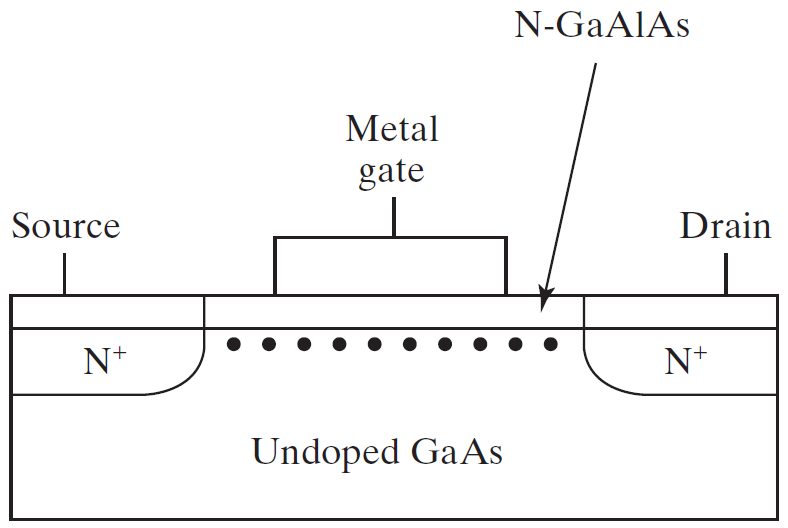 N-GaAlAs
Metal
gate
Source
Drain
N⁺
N⁺
Undoped GaAs